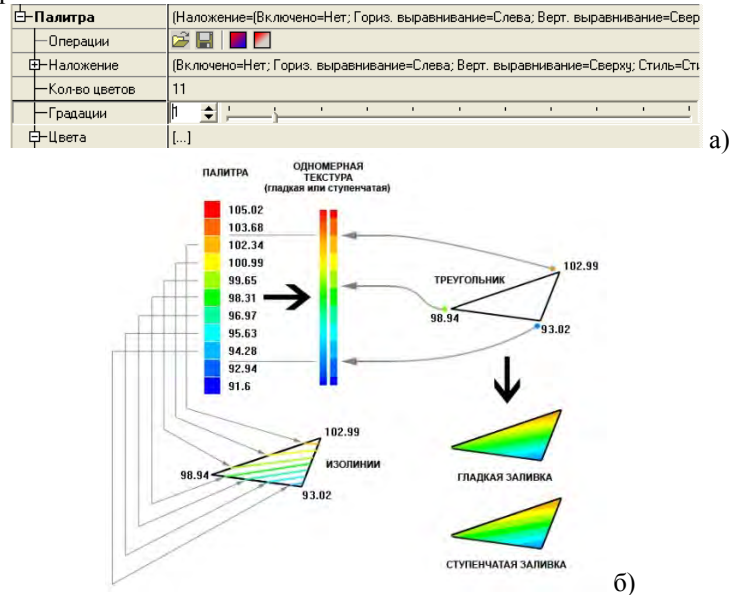 Палитра (Наложение=(Включено=Нет; Гориз. выравнивание=Слева; Верт. выравнивание=Свер
Операции
Наложение (Включено=Нет; Гориз. выравнивание=Слева; Верт. выравнивание=Сверху; Стиль=Сти
Кол-во цветов 11
Градации 1
Цвета [...]
а)
ПАЛИТРА
ОДНОМЕРНАЯ
ТЕКСТУРА
(гладкая или ступенчатая)
105.02
103.68
102.34
100.99
99.65
98.31
96.97
95.63
94.28
92.94
91.6
ТРЕУГОЛЬНИК
102.99
98.94
93.02
102.99
ИЗОЛИНИИ
98.94
93.02
ГЛАДКАЯ ЗАЛИВКА
СТУПЕНЧАТАЯ ЗАЛИВКА
б)